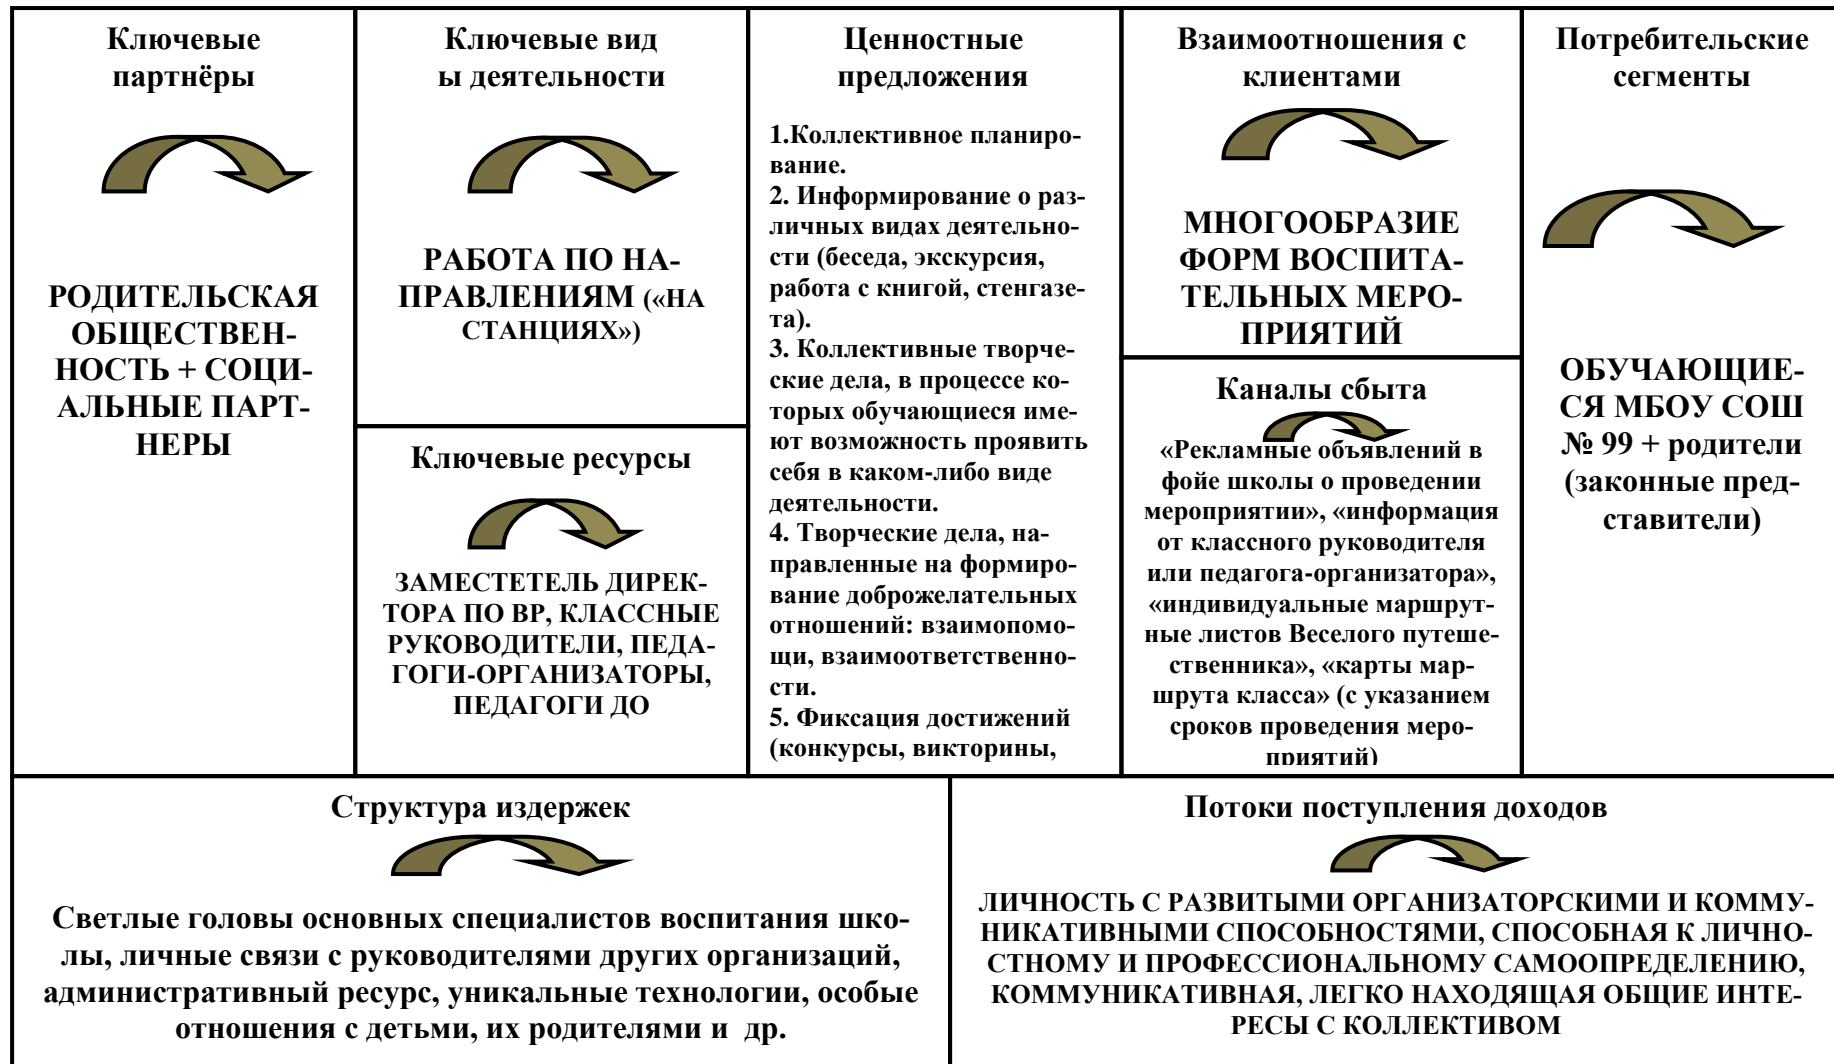 Ключевые
партнёры
РОДИТЕЛЬСКАЯ
ОБЩЕСТВЕН-
НОСТЬ + СОЦИ-
АЛЬНЫЕ ПАРТ-
НЕРЫ
Ключевые вид
ы деятельности
РАБОТА ПО НА-
ПРАВЛЕНИЯМ («НА
СТАНЦИЯХ»)
Ключевые ресурсы
ЗАМЕСТЕТЕЛЬ ДИРЕК-
ТОРА ПО ВР, КЛАССНЫЕ
РУКОВОДИТЕЛИ, ПЕДА-
ГОГИ-ОРГАНИЗАТОРЫ,
ПЕДАГОГИ ДО
Ценностные
предложения
1.Коллективное планиро-
вание.
2. Информирование о раз-
личных видах деятельно-
сти (беседа, экскурсия,
работа с книгой, стенгазе-
та).
3. Коллективные творче-
ские дела, в процессе ко-
торых обучающиеся име-
ют возможность проявить
себя в каком-либо виде
деятельности.
4. Творческие дела, на-
правленные на формиро-
вание доброжелательных
отношений: взаимопомо-
щи, взаимоответственно-
сти.
5. Фиксация достижений
(конкурсы, викторины,
Взаимоотношения с
клиентами
МНОГООБРАЗИЕ
ФОРМ ВОСПИТА-
ТЕЛЬНЫХ МЕРО-
ПРИЯТИЙ
Каналы сбыта
«Рекламные объявлений в
фойе школы о проведении
мероприятии», «информация
от классного руководителя
или педагога-организатора»,
«индивидуальные маршрут-
ные листов Веселого путеше-
ственника», «карты мар-
шрута класса» (с указанием
сроков проведения меро-
приятий)
Потребительские
сегменты
ОБУЧАЮЩИЕ-
СЯ МБОУ СОШ
№ 99 + родители
(законные пред-
ставители)
Структура издержек
Светлые головы основных специалистов воспитания шко-
лы, личные связи с руководителями других организаций,
административный ресурс, уникальные технологии, особые
отношения с детьми, их родителями и др.
Потоки поступления доходов
ЛИЧНОСТЬ С РАЗВИТЫМИ ОРГАНИЗАТОРСКИМИ И КОММУ-
НИКАТИВНЫМИ СПОСОБНОСТЯМИ, СПОСОБНАЯ К ЛИЧНО-
СТНОМУ И ПРОФЕССИОНАЛЬНОМУ САМООПРЕДЕЛЕНИЮ,
КОММУНИКАТИВНАЯ, ЛЕГКО НАХОДЯЩАЯ ОБЩИЕ ИНТЕ-
РЕСЫ С КОЛЛЕКТИВОМ